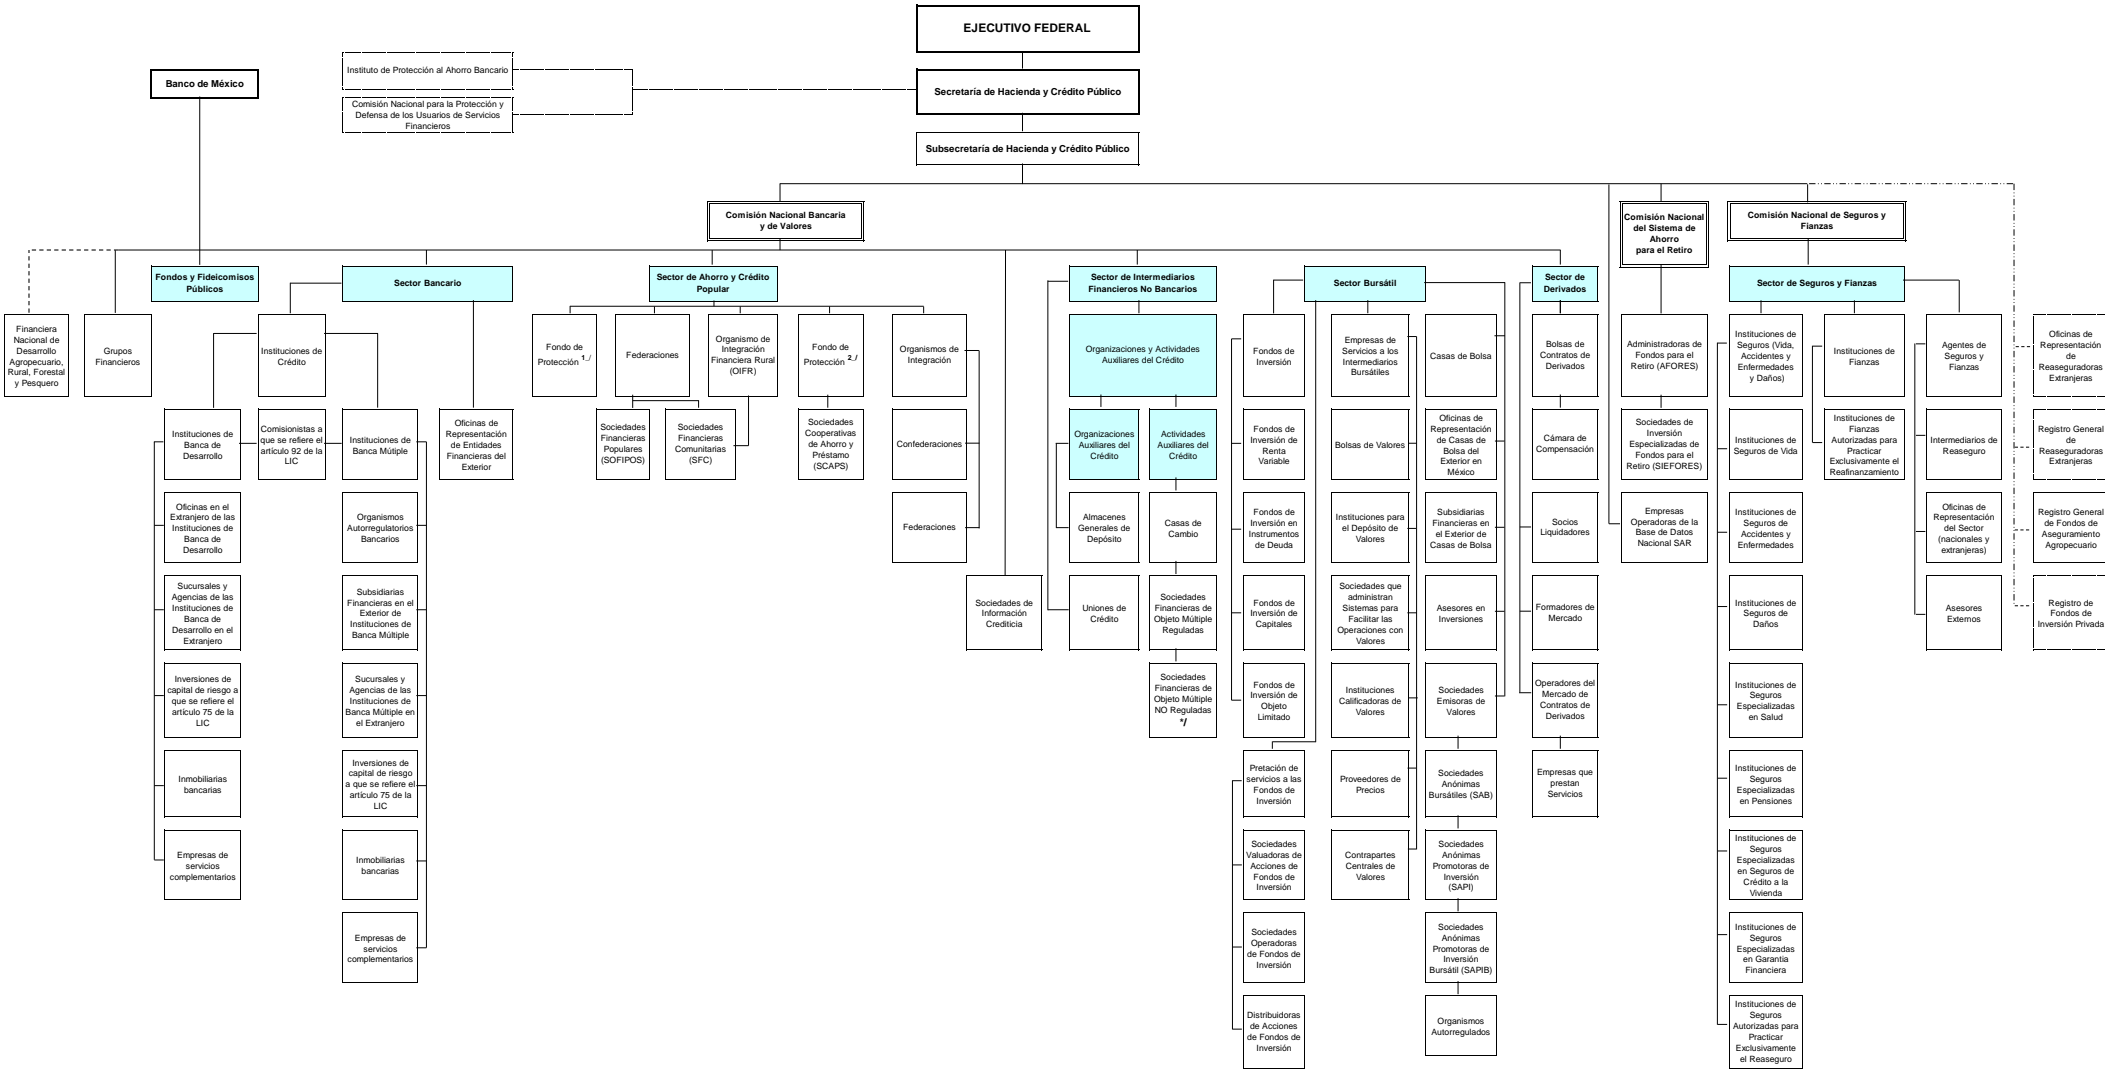 EJECUTIVO FEDERAL
Instituto de Protección al Ahorro Bancario
Banco de México
Secretaría de Hacienda y Crédito Público
Comisión Nacional para la Protección y
Defensa de los Usuarios de Servicios
Financieros
Subsecretaría de Hacienda y Crédito Público
Comisión Nacional Bancaria
y de Valores
Comisión Nacional
del Sistema de
Ahorro
para el Retiro
Comisión Nacional de Seguros y
Fianzas
Fondos y Fideicomisos
Públicos
Sector Bancario
Sector de Ahorro y Crédito
Popular
Sector de Intermediarios
Financieros No Bancarios
Sector Bursátil
Sector de
Derivados
Sector de Seguros y Fianzas
Financiera
Nacional de
Desarrollo
Agropecuario,
Rural, Forestal
y Pesquero
Grupos
Financieros
Instituciones de
Crédito
Fondo de
Protección 1_/
Federaciones
Organismo de
Integración
Financiera Rural
(OIFR)
Fondo de
Protección 2_/
Organismos de
Integración
Organizaciones y Actividades
Auxiliares del Crédito
Fondos de
Inversión
Empresas de
Servicios a los
Intermediarios
Bursátiles
Casas de Bolsa
Bolsas de
Contratos de
Derivados
Administradoras de
Fondos para el
Retiro (AFORES)
Instituciones de
Seguros (Vida,
Accidentes y
Enfermedades
y Daños)
Instituciones de
Fianzas
Agentes de
Seguros y
Fianzas
Oficinas de
Representación
de
Reaseguradoras
Extranjeras
Instituciones de
Banca de
Desarrollo
Comisionistas a
que se refiere el
artículo 92 de la
LIC
Instituciones de
Banca Mútiple
Oficinas de
Representación
de Entidades
Financieras del
Exterior
Sociedades
Financieras
Populares
(SOFIPOS)
Sociedades
Financieras
Comunitarias
(SFC)
Sociedades
Cooperativas
de Ahorro y
Préstamo
(SCAPS)
Confederaciones
Organizaciones
Auxiliares del
Crédito
Actividades
Auxiliares del
Crédito
Fondos de
Inversión de
Renta
Variable
Bolsas de Valores
Oficinas de
Representación
de Casas de
Bolsa del
Exterior en
México
Cámara de
Compensación
Sociedades de
Inversión
Especializadas de
Fondos para el
Retiro (SIEFORES)
Instituciones de
Seguros de Vida
Instituciones de
Fianzas
Autorizadas para
Practicar
Exclusivamente el
Reafinanzamiento
Intermediarios de
Reaseguro
Registro General
de
Reaseguradoras
Extranjeras
Oficinas en el
Extranjero de las
Instituciones de
Banca de
Desarrollo
Organismos
Autorregulatorios
Bancarios
Federaciones
Almacenes
Generales de
Depósito
Casas de
Cambio
Fondos de
Inversión en
Instrumentos
de Deuda
Instituciones para
el Depósito de
Valores
Subsidiarias
Financieras en
el Exterior de
Casas de Bolsa
Socios
Liquidadores
Empresas
Operadoras de la
Base de Datos
Nacional SAR
Instituciones de
Seguros de
Accidentes y
Enfermedades
Oficinas de
Representación
del Sector
(nacionales y
extranjeras)
Registro General
de Fondos de
Aseguramiento
Agropecuario
Sucursales y
Agencias de las
Instituciones de
Banca de
Desarrollo en el
Extranjero
Subsidiarias
Financieras en el
Exterior de
Instituciones de
Banca Múltiple
Sociedades de
Información
Crediticia
Uniones de
Crédito
Sociedades
Financieras de
Objeto Múltiple
Reguladas
Fondos de
Inversión de
Capitales
Sociedades que
administran
Sistemas para
Facilitar las
Operaciones con
Valores
Asesores en
Inversiones
Formadores de
Mercado
Instituciones de
Seguros de
Daños
Asesores
Externos
Registro de
Fondos de
Inversión Privada
Inversiones de
capital de riesgo a
que se refiere el
artículo 75 de la
LIC
Sucursales y
Agencias de las
Instituciones de
Banca Múltiple en
el Extranjero
Sociedades
Financieras de
Objeto Múltiple
NO Reguladas
*/
Fondos de
Inversión de
Objeto
Limitado
Instituciones
Calificadoras de
Valores
Sociedades
Emisoras de
Valores
Operadores del
Mercado de
Contratos de
Derivados
Instituciones de
Seguros
Especializadas
en Salud
Inmobiliarias
bancarias
Inversiones de
capital de riesgo
a que se refiere el
artículo 75 de la
LIC
Pretación de
servicios a las
Fondos de
Inversión
Proveedores de
Precios
Sociedades
Anónimas
Bursátiles (SAB)
Empresas que
prestan
Servicios
Instituciones de
Seguros
Especializadas
en Pensiones
Empresas de
servicios
complementarios
Inmobiliarias
bancarias
Sociedades
Valuadoras de
Acciones de
Fondos de
Inversión
Contrapartes
Centrales de
Valores
Sociedades
Anónimas
Promotoras de
Inversión
(SAPI)
Instituciones de
Seguros
Especializadas
en Seguros de
Crédito a la
Vivienda
Empresas de
servicios
complementarios
Sociedades
Operadoras
de Fondos de
Inversión
Sociedades
Anónimas
Promotoras de
Inversión
Bursátil (SAPIB)
Instituciones de
Seguros
Especializadas
en Garantía
Financiera
Distribuidoras
de Acciones
de Fondos de
Inversión
Organismos
Autorregulados
Instituciones de
Seguros
Autorizadas para
Practicar
Exclusivamente
el Reaseguro